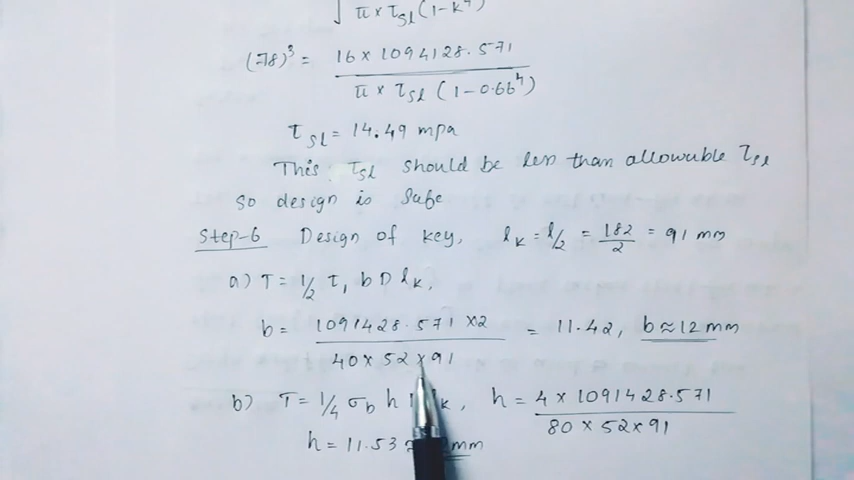 √ π × τsl (1-k⁴)
(78)³ = 16 × 1094128.571 / π × τsl (1-0.66⁴)
τsl = 14.49 mpa
This τsl should be less than allowable τsl
so design is safe
Step-6 Design of key, lk = l/2 = 182/2 = 91 mm
a) T = 1/2 τ, b D lk,
b = 1091428.571 × 2 / 40 × 52 × 91 = 11.42, b ≈ 12 mm
b) T = 1/4 σb h k, h = 4 × 1091428.571 / 80 × 52 × 91
h = 11.53 mm